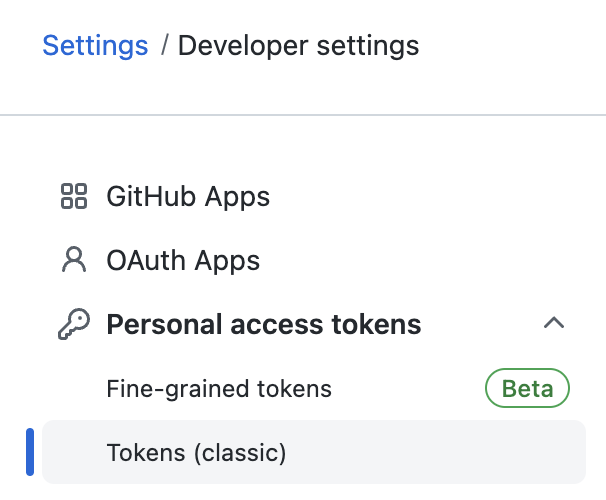 Settings / Developer settings
GitHub Apps
OAuth Apps
Personal access tokens
Fine-grained tokens Beta
Tokens (classic)